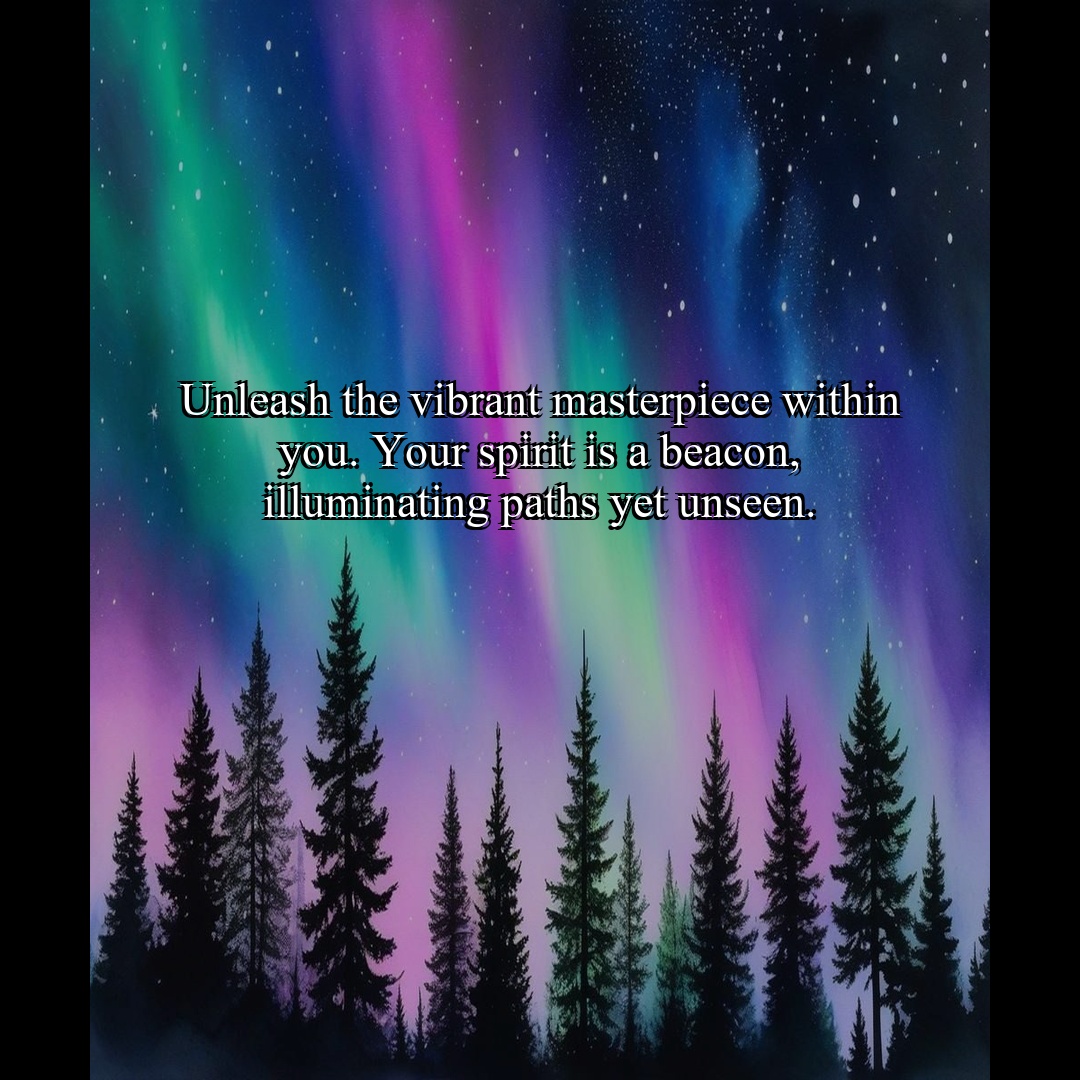 Unleash the vibrant masterpiece within
you. Your spirit is a beacon,
illuminating paths yet unseen.